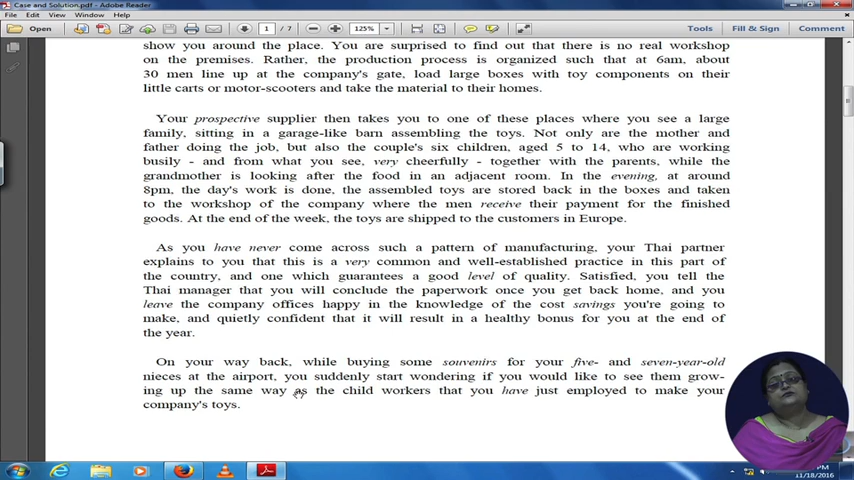 Case and Solution.pdf - Adobe Reader
File Edit View Window Help
Open 1 / 7 125% Tools Fill & Sign Comment
show you around the place. You are surprised to find out that there is no real workshop
on the premises. Rather, the production process is organized such that at 6am, about
30 men line up at the company's gate, load large boxes with toy components on their
little carts or motor-scooters and take the material to their homes.
Your prospective supplier then takes you to one of these places where you see a large
family, sitting in a garage-like barn assembling the toys. Not only are the mother and
father doing the job, but also the couple's six children, aged 5 to 14, who are working
busily - and from what you see, very cheerfully - together with the parents, while the
grandmother is looking after the food in an adjacent room. In the evening, at around
8pm, the day's work is done, the assembled toys are stored back in the boxes and taken
to the workshop of the company where the men receive their payment for the finished
goods. At the end of the week, the toys are shipped to the customers in Europe.
As you have never come across such a pattern of manufacturing, your Thai partner
explains to you that this is a very common and well-established practice in this part of
the country, and one which guarantees a good level of quality. Satisfied, you tell the
Thai manager that you will conclude the paperwork once you get back home, and you
leave the company offices happy in the knowledge of the cost savings you're going to
make, and quietly confident that it will result in a healthy bonus for you at the end of
the year.
On your way back, while buying some souvenirs for your five- and seven-year-old
nieces at the airport, you suddenly start wondering if you would like to see them grow-
ing up the same way as the child workers that you have just employed to make your
company's toys.
PM
11/18/2016